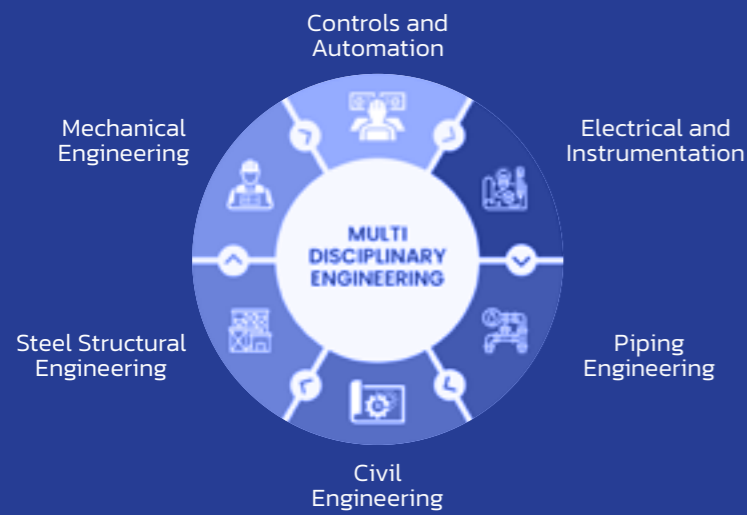 Controls and
Automation
Mechanical
Engineering
Electrical and
Instrumentation
MULTI
DISCIPLINARY
ENGINEERING
Steel Structural
Engineering
Piping
Engineering
Civil
Engineering